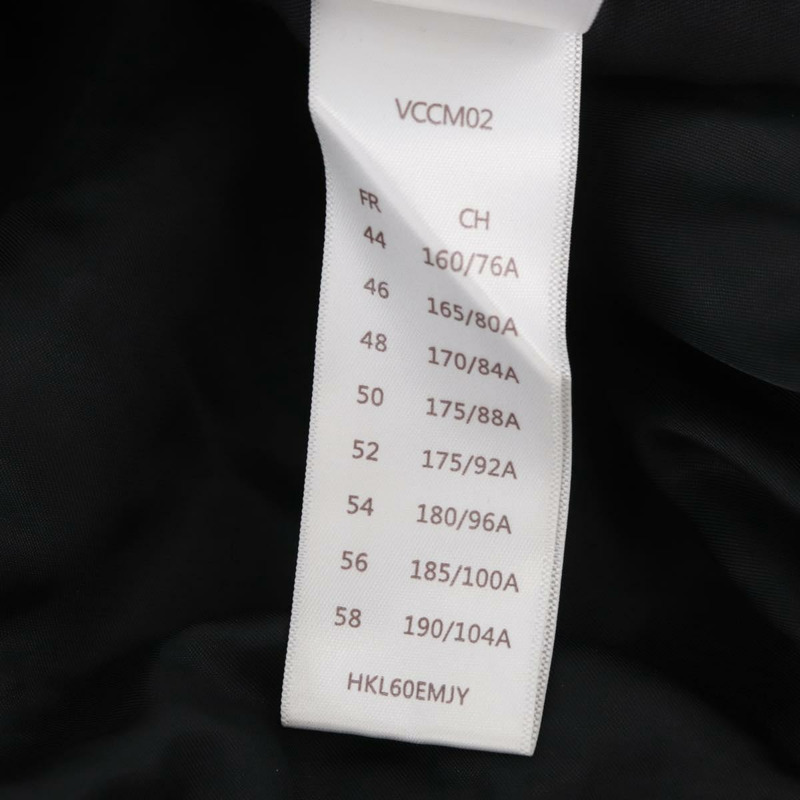 VCCM02
FR CH
44 160/76A
46 165/80A
48 170/84A
50 175/88A
52 175/92A
54 180/96A
56 185/100A
58 190/104A
HKL60EMJY